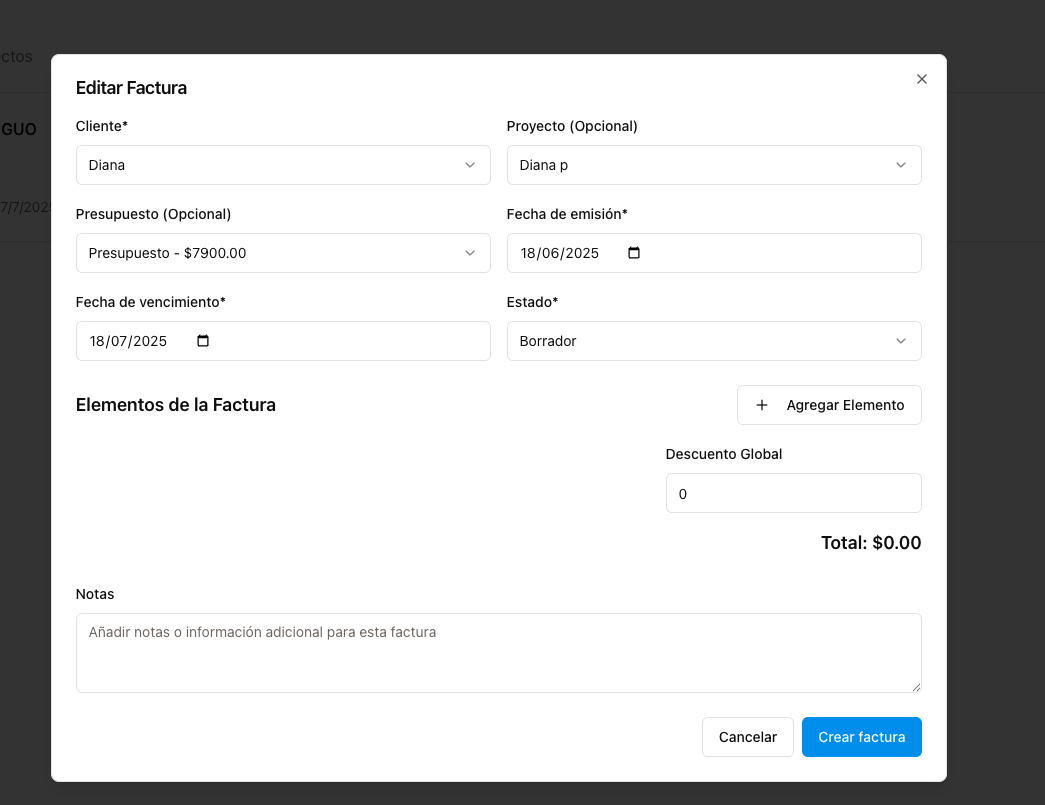 ectos
GUO
7/7/202
Editar Factura
Cliente*
Proyecto (Opcional)
Diana
Diana p
Presupuesto (Opcional)
Fecha de emisión*
Presupuesto - $7900.00
18/06/2025
Fecha de vencimiento*
Estado*
18/07/2025
Borrador
Elementos de la Factura
+ Agregar Elemento
Descuento Global
0
Total: $0.00
Notas
Añadir notas o información adicional para esta factura
Cancelar
Crear factura